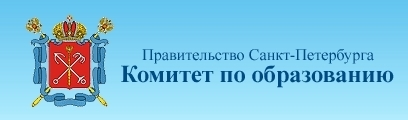 Правительство Санкт-Петербурга
Комитет по образованию